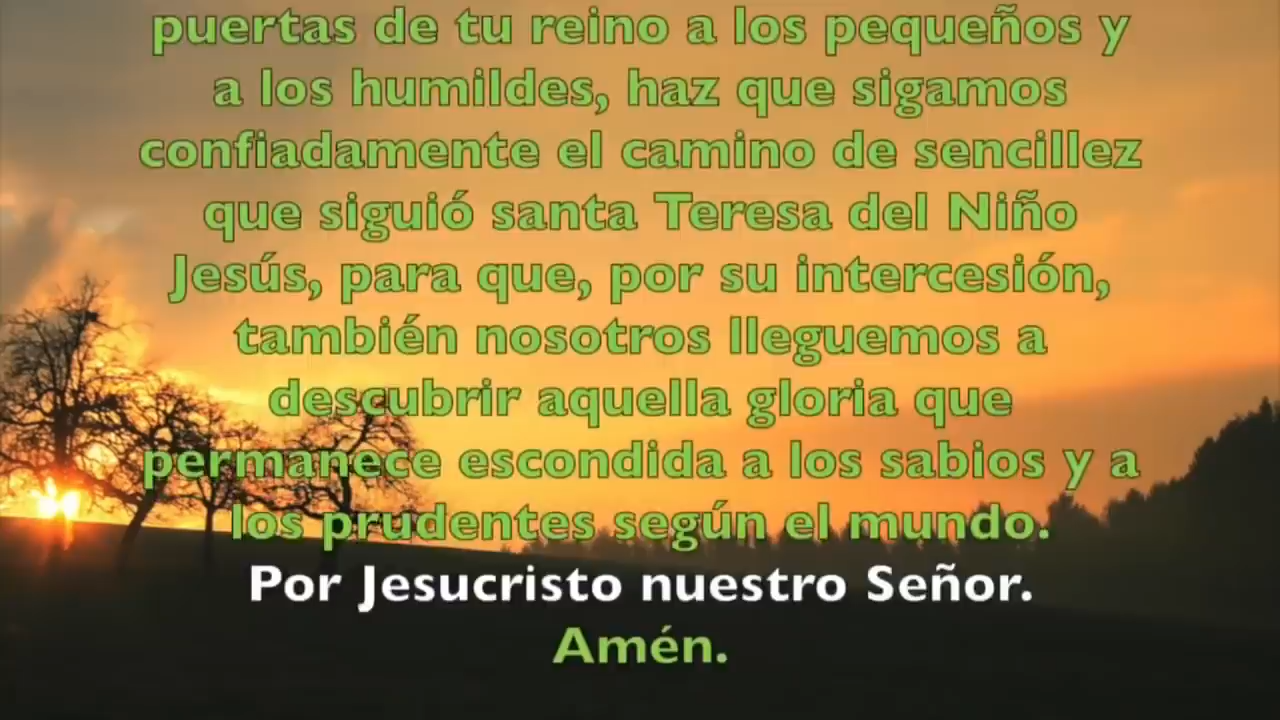 puertas de tu reino a los pequeños y
a los humildes, haz que sigamos
confiadamente el camino de sencillez
que siguió santa Teresa del Niño
Jesús, para que, por su intercesión,
también nosotros lleguemos a
descubrir aquella gloria que
permanece escondida a los sabios y a
los prudentes según el mundo.
Por Jesucristo nuestro Señor.
Amén.